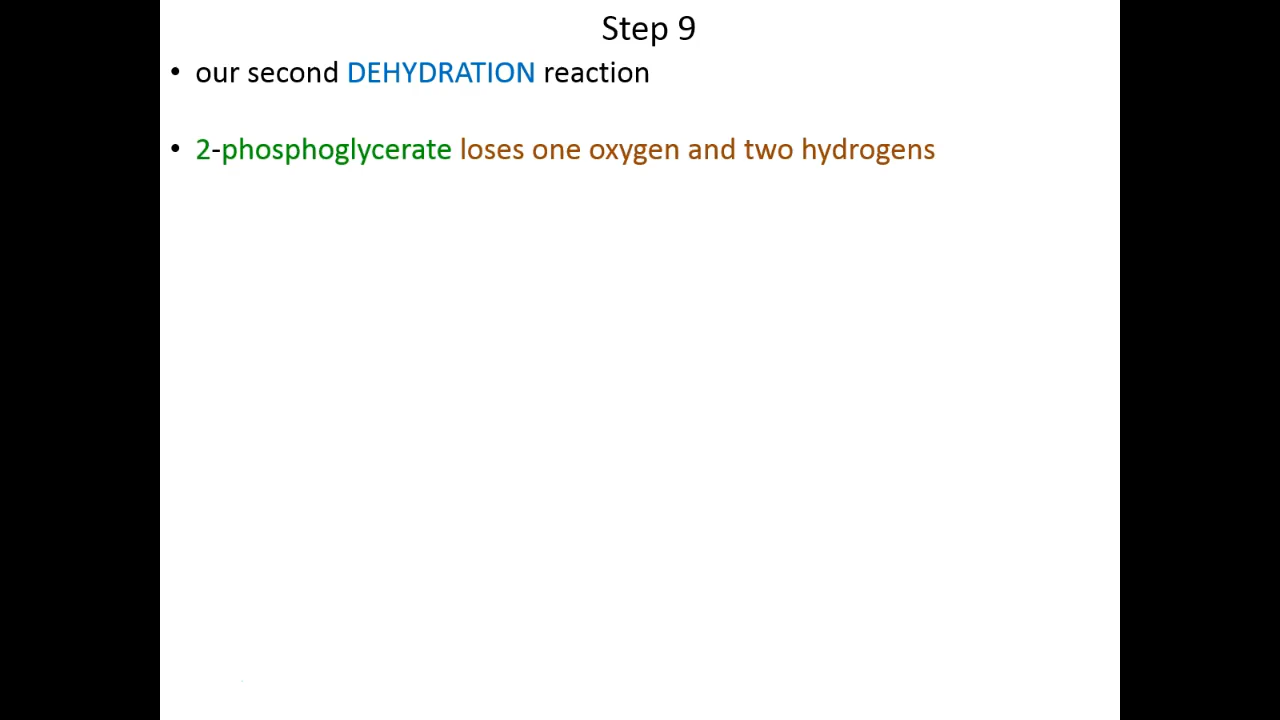 Step 9
• our second DEHYDRATION reaction
• 2-phosphoglycerate loses one oxygen and two hydrogens